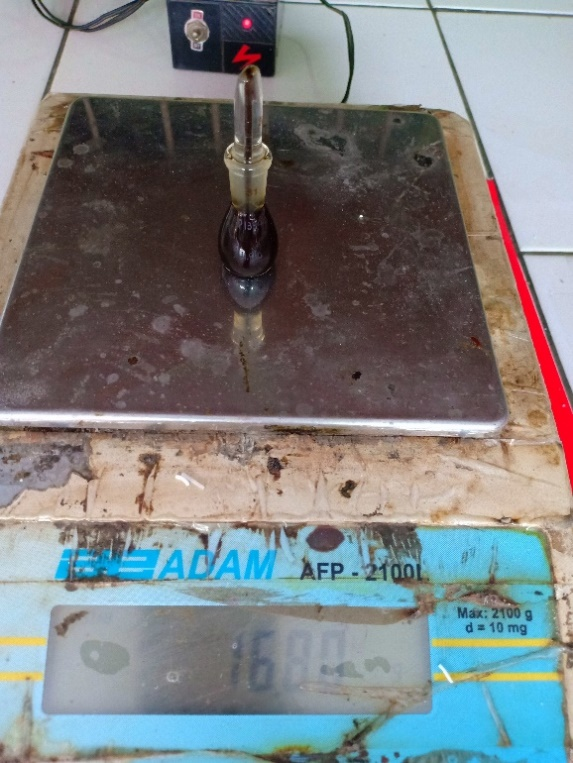 ADAM AFP - 2100L
Max: 2100 g
d = 10 mg